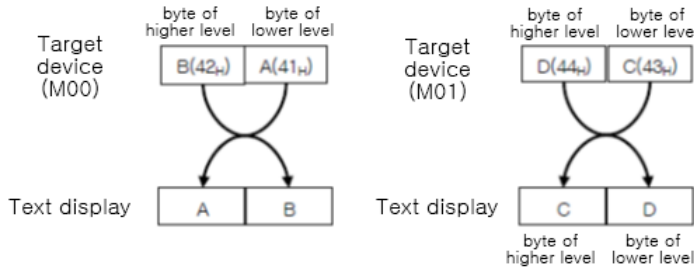 byte of higher level byte of lower level
Target device (M00)
B(42H) A(41H)
Text display
A B
byte of higher level byte of lower leve
Target device (M01)
D(44H) C(43H)
Text display
C D
byte of higher level byte of lower level